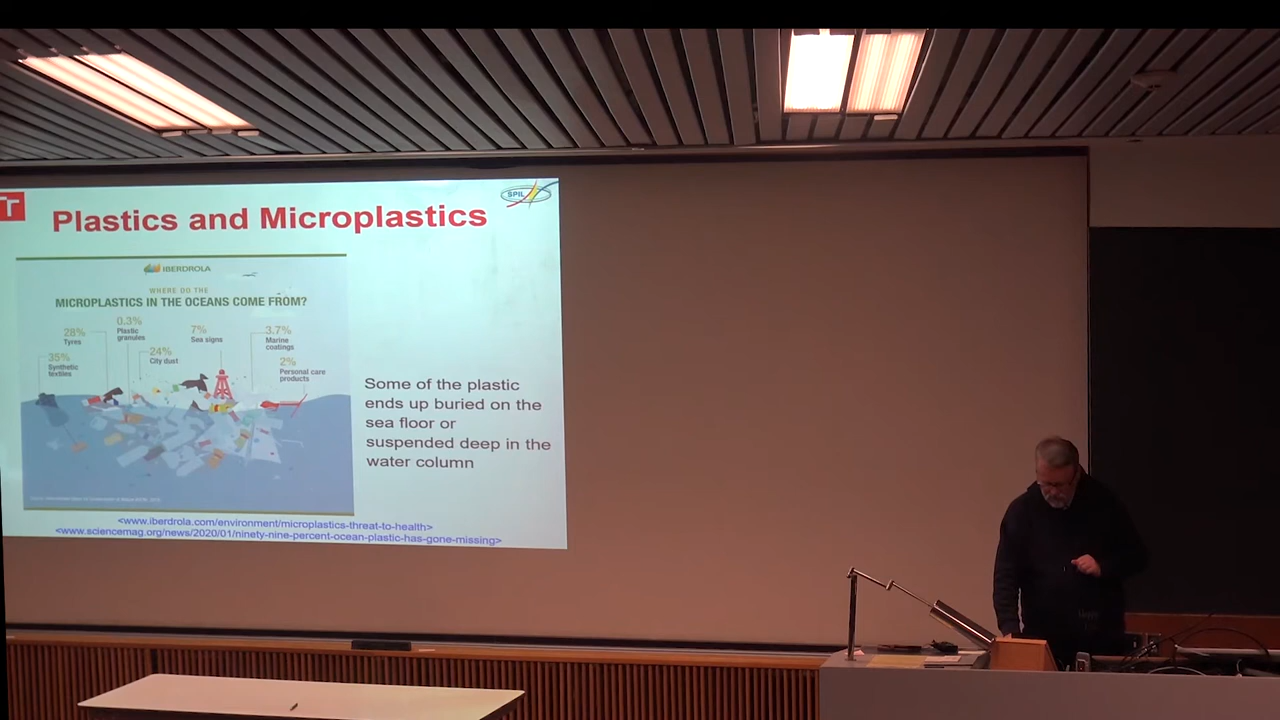 T
SPIL
Plastics and Microplastics
IBERDROLA
WHERE DO THE
MICROPLASTICS IN THE OCEANS COME FROM?
28%
Tyres
0.3%
Plastic
granules
7%
Sea signs
3.7%
Marine
coatings
35%
Synthetic
textiles
24%
City dust
2%
Personal care
products
Some of the plastic
ends up buried on the
sea floor or
suspended deep in the
water column
<www.iberdrola.com/environment/microplastics-threat-to-health>
<www.sciencemag.org/news/2020/01/ninety-nine-percent-ocean-plastic-has-gone-missing>